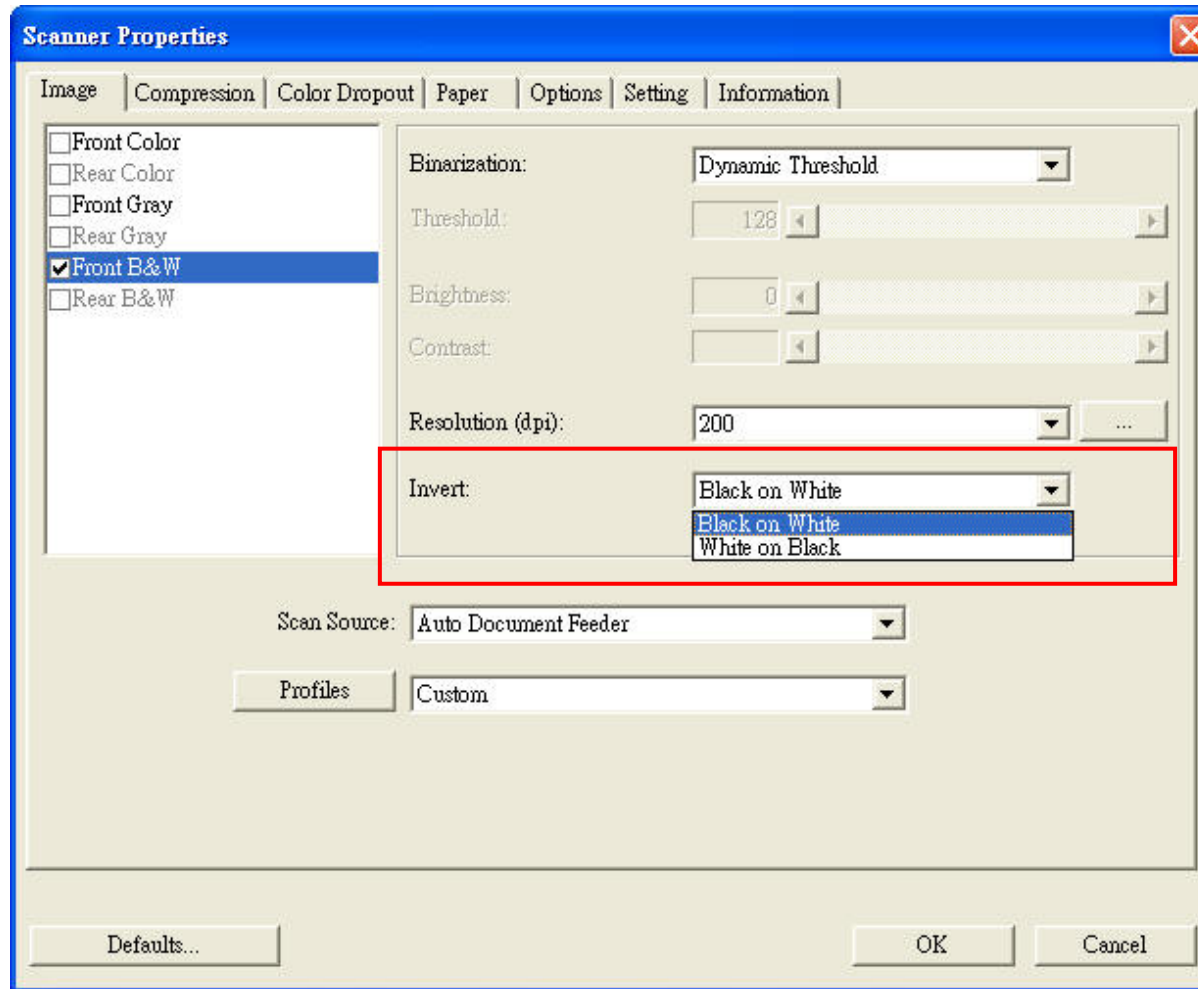 Scanner Properties
Image Compression Color Dropout Paper Options Setting Information
Front Color
Rear Color
Front Gray
Rear Gray
Front B&W
Rear B&W
Binarization: Dynamic Threshold
Threshold: 128
Brightness: 0
Contrast:
Resolution (dpi): 200 ...
Invert: Black on White
Black on White
White on Black
Scan Source: Auto Document Feeder
Profiles Custom
Defaults... OK Cancel